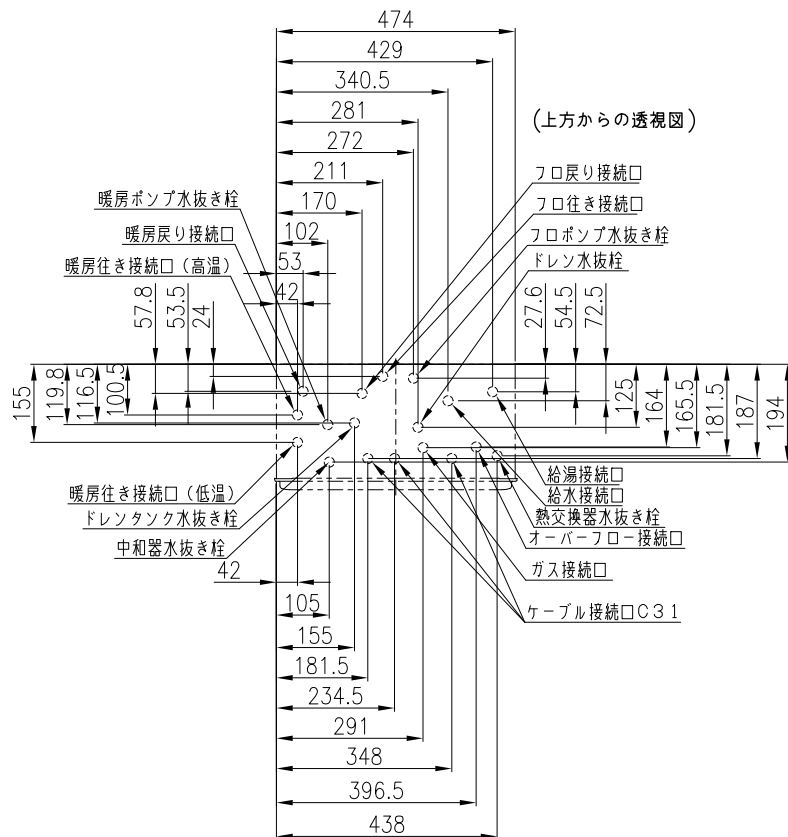 474
429
340.5
281
(上方からの透視図)
272
フロ戻り接続口
211
暖房ポンプ水抜き栓
170
フロ往き接続口
暖房戻り接続口
102
フロポンプ水抜き栓
暖房往き接続口(高温)
53
ドレン水抜栓
42
57.8
53.5
24
27.6
54.5
72.5
155
119.8
116.5
100.5
125
164
165.5
181.5
187
194
暖房往き接続口(低温)
給湯接続口
給水接続口
ドレンタンク水抜き栓
熱交換器水抜き栓
中和器水抜き栓
オーバーフロー接続口
42
ガス接続口
105
ケーブル接続口C31
155
181.5
234.5
291
348
396.5
438